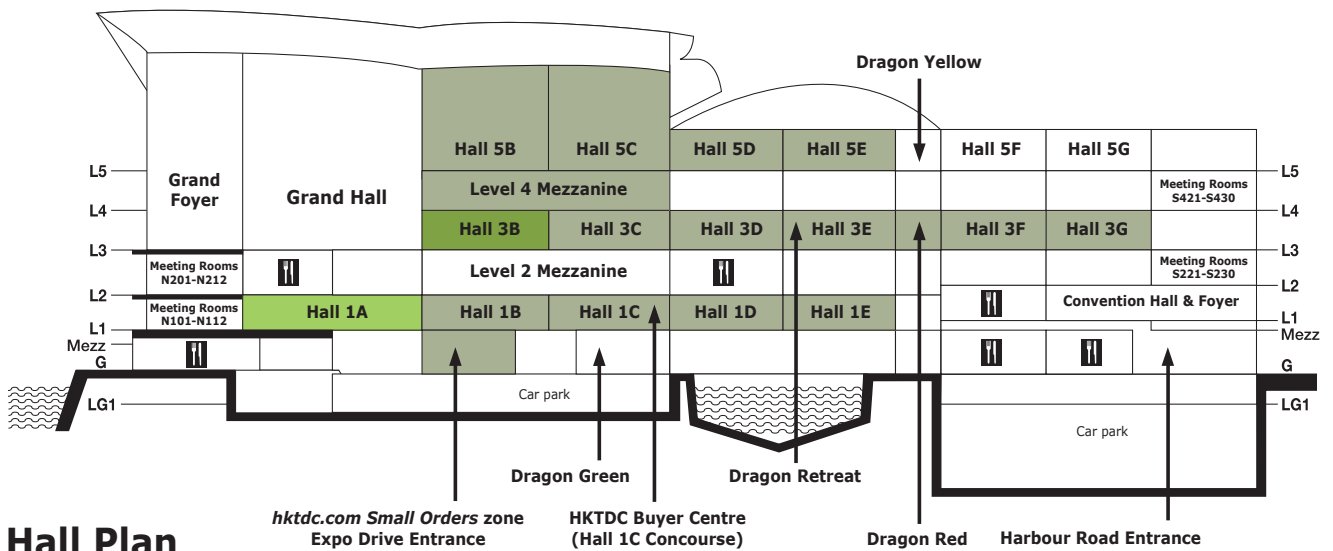 Dragon Yellow
Hall 5B
Hall 5C
Hall 5D
Hall 5E
Hall 5F
Hall 5G
L5
L5
Grand
Foyer
Grand Hall
Level 4 Mezzanine
Meeting Rooms
S421-S430
L4
L4
Hall 3B
Hall 3C
Hall 3D
Hall 3E
Hall 3F
Hall 3G
L3
L3
Meeting Rooms
N201-N212
Level 2 Mezzanine
Meeting Rooms
S221-S230
L2
L2
Meeting Rooms
N101-N112
Hall 1A
Hall 1B
Hall 1C
Hall 1D
Hall 1E
Convention Hall & Foyer
L1
L1
Mezz
Mezz
G
G
Car park
LG1
LG1
Car park
Dragon Green
Dragon Retreat
hktdc.com Small Orders zone
Expo Drive Entrance
HKTDC Buyer Centre
(Hall 1C Concourse)
Dragon Red
Harbour Road Entrance
Hall Plan